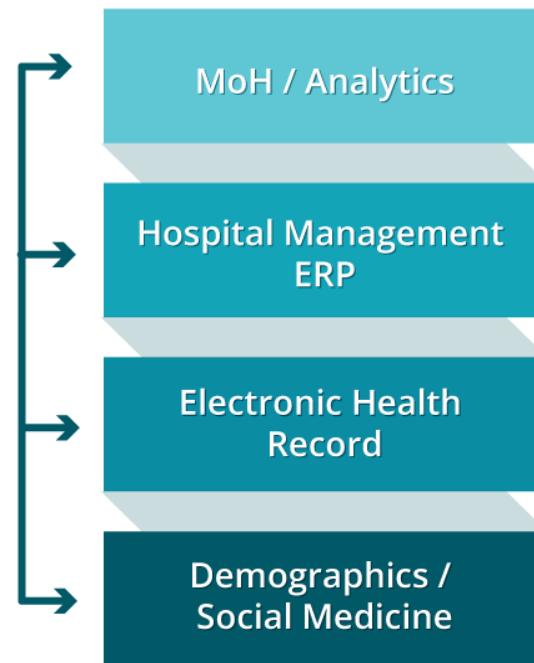 MoH / Analytics
Hospital Management
ERP
Electronic Health
Record
Demographics /
Social Medicine